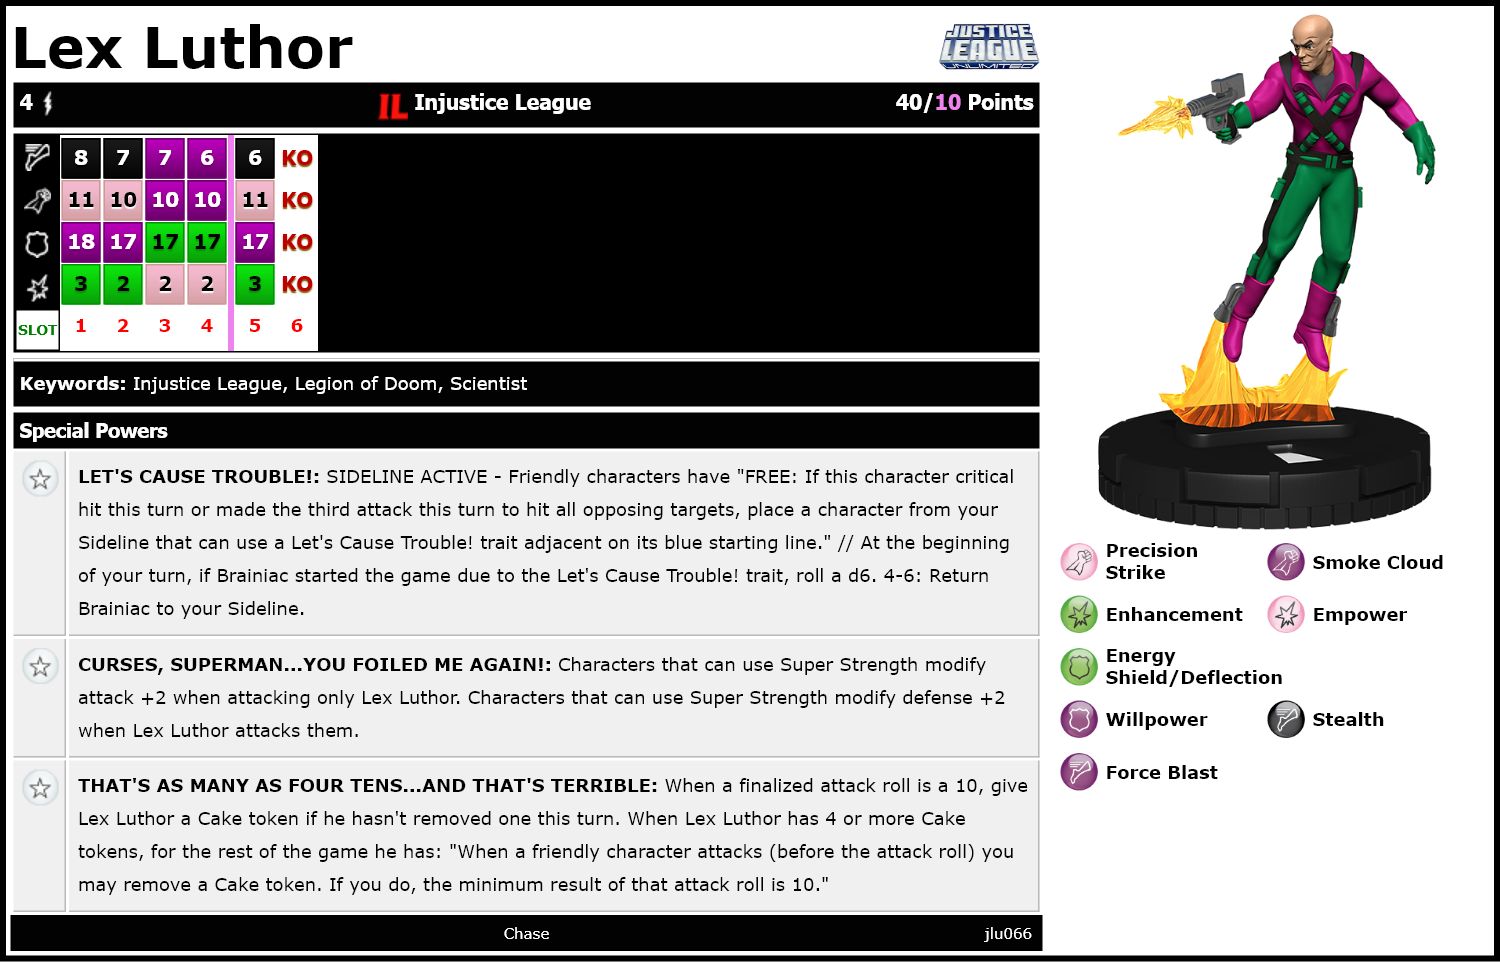 Lex Luthor
JUSTICE
LEAGUE
UNLIMITED
4 IL Injustice League 40/10 Points
8 7 7 6 6 KO
11 10 10 10 11 KO
18 17 17 17 17 KO
3 2 2 2 3 KO
SLOT 1 2 3 4 5 6
Keywords: Injustice League, Legion of Doom, Scientist
Special Powers
LET'S CAUSE TROUBLE!: SIDELINE ACTIVE - Friendly characters have "FREE: If this character critical
hit this turn or made the third attack this turn to hit all opposing targets, place a character from your
Sideline that can use a Let's Cause Trouble! trait adjacent on its blue starting line." // At the beginning
of your turn, if Brainiac started the game due to the Let's Cause Trouble! trait, roll a d6. 4-6: Return
Brainiac to your Sideline.
CURSES, SUPERMAN...YOU FOILED ME AGAIN!: Characters that can use Super Strength modify
attack +2 when attacking only Lex Luthor. Characters that can use Super Strength modify defense +2
when Lex Luthor attacks them.
THAT'S AS MANY AS FOUR TENS...AND THAT'S TERRIBLE: When a finalized attack roll is a 10, give
Lex Luthor a Cake token if he hasn't removed one this turn. When Lex Luthor has 4 or more Cake
tokens, for the rest of the game he has: "When a friendly character attacks (before the attack roll) you
may remove a Cake token. If you do, the minimum result of that attack roll is 10."
Chase jlu066
Precision
Strike
Smoke Cloud
Enhancement
Empower
Energy
Shield/Deflection
Willpower
Stealth
Force Blast